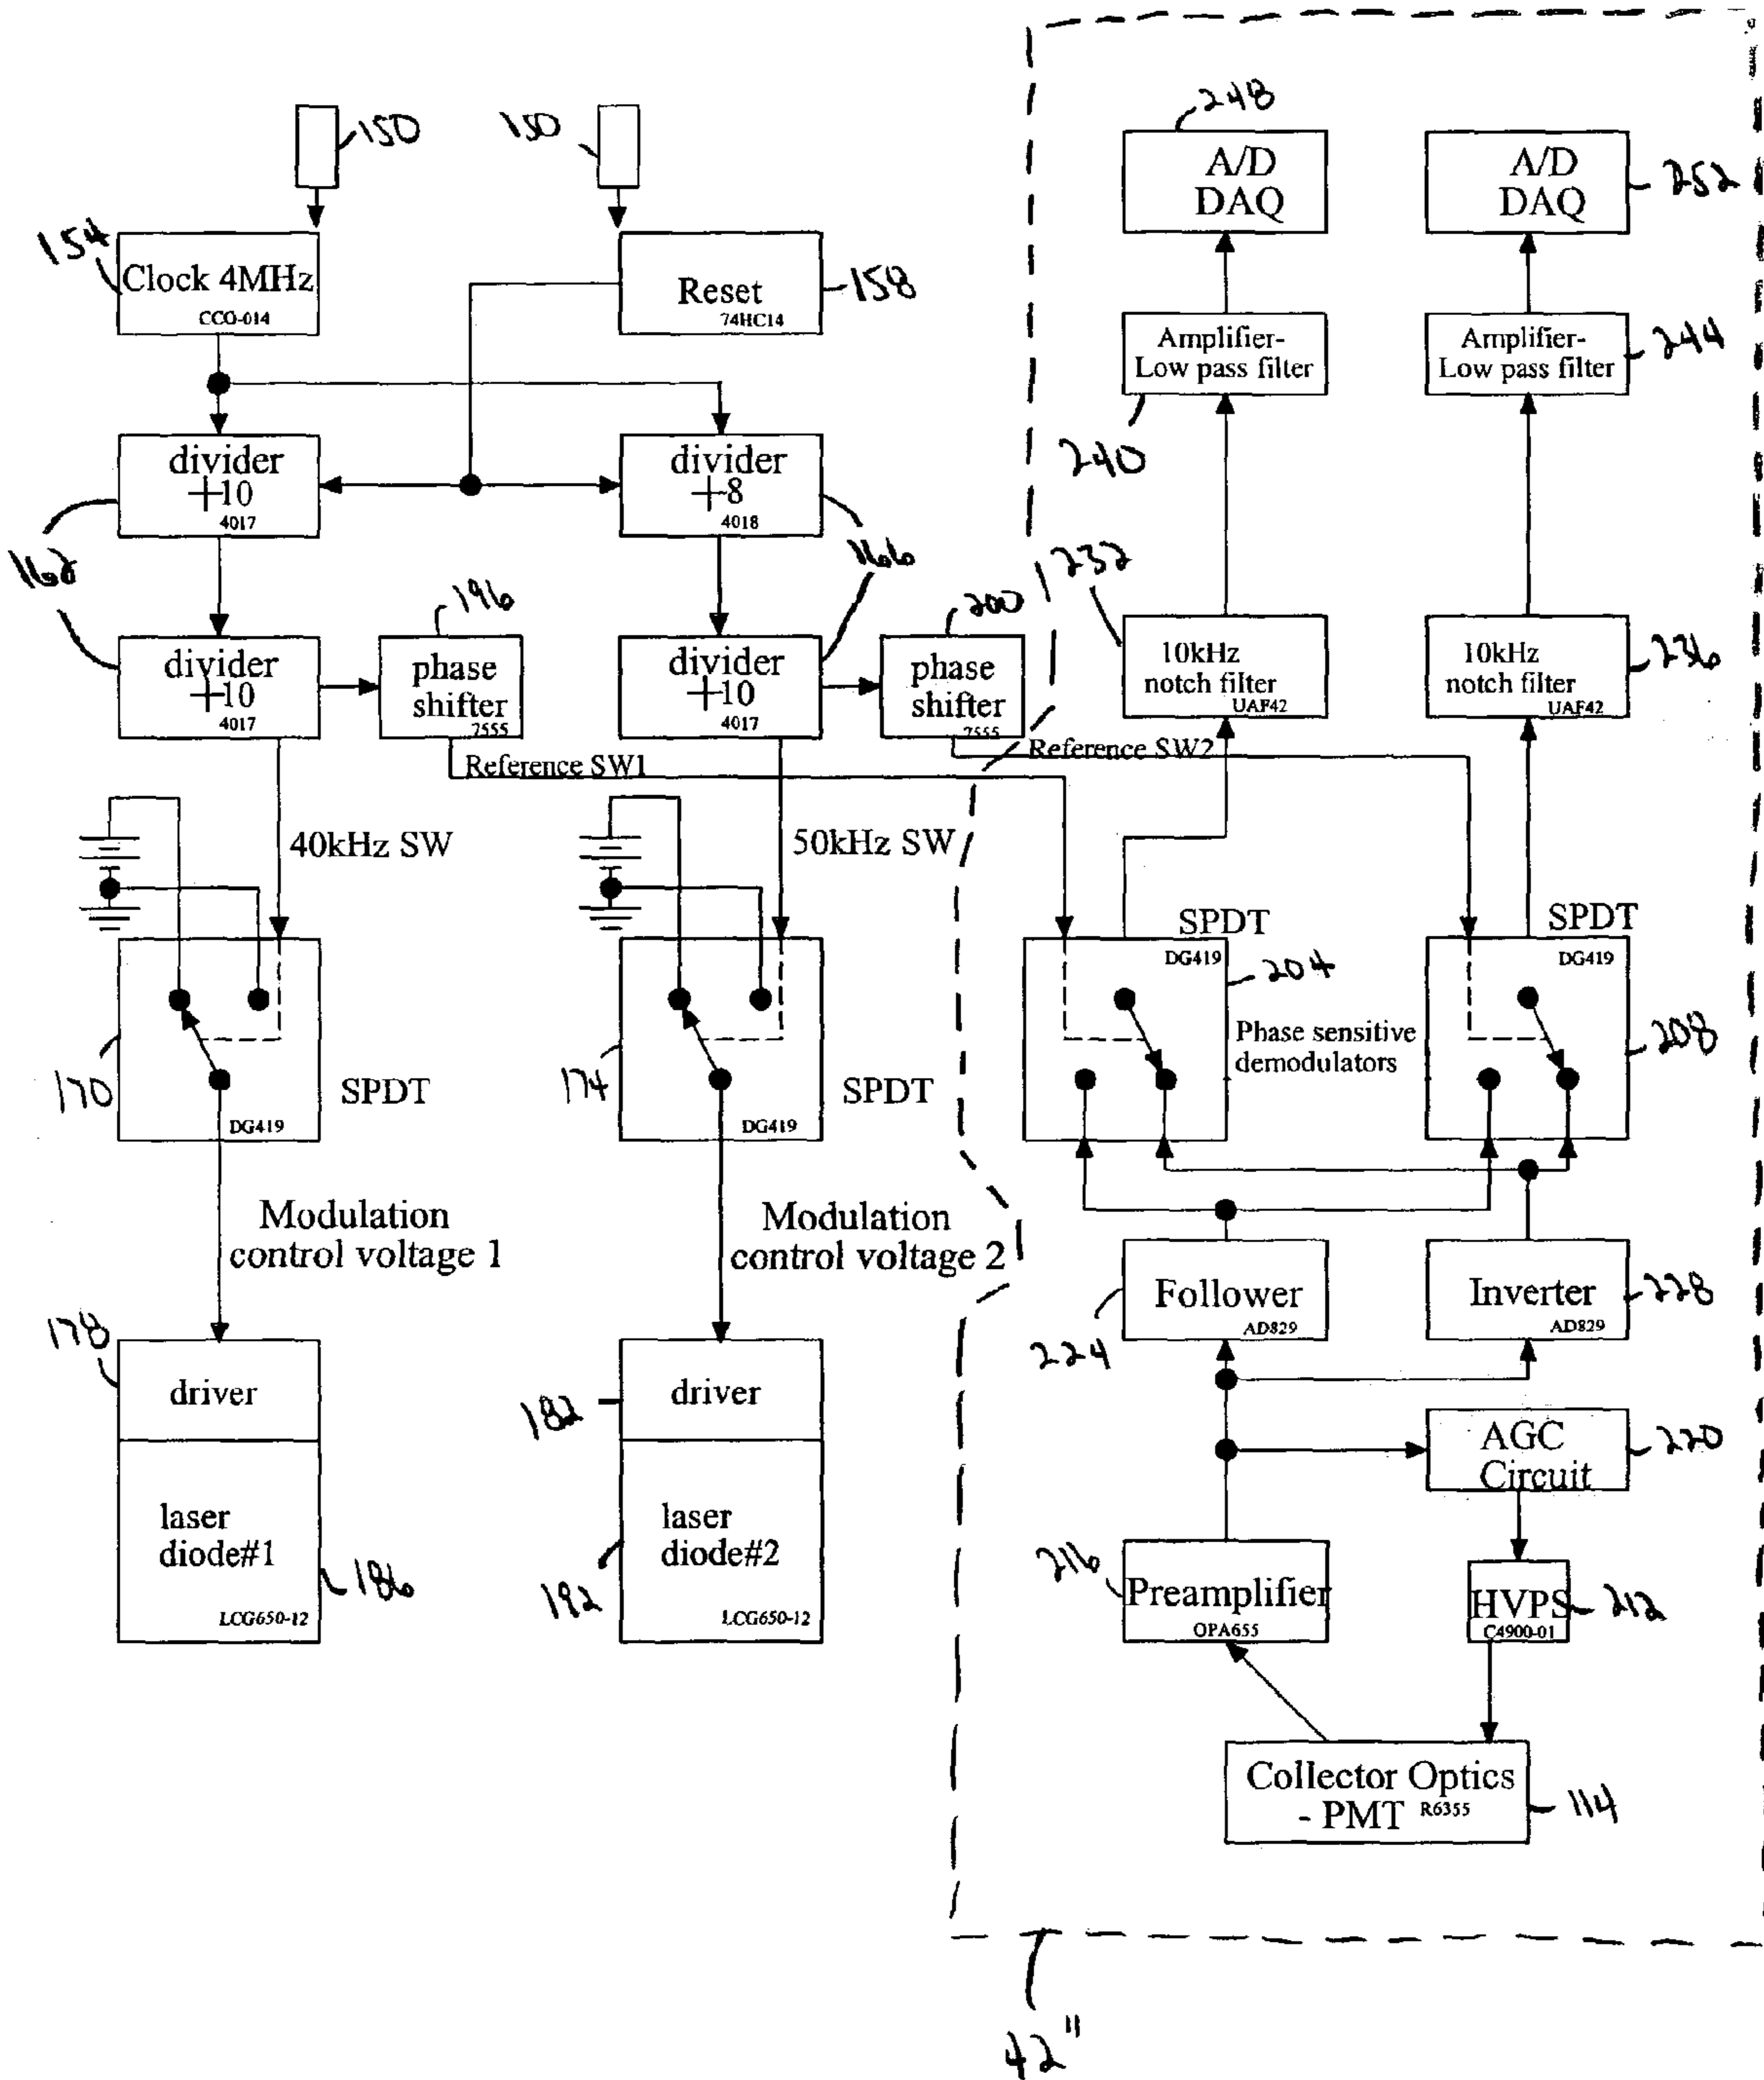 248
150
150
A/D
DAQ
A/D
DAQ
252
154
Clock 4MHz
CCO-014
Reset
74HC14
158
Amplifier-
Low pass filter
Amplifier-
Low pass filter
244
240
divider
+10
4017
divider
+8
4018
162
166
232
196
200
divider
+10
4017
phase
shifter
7555
divider
+10
4017
phase
shifter
7555
10kHz
notch filter
UAF42
10kHz
notch filter
UAF42
236
Reference SW1
Reference SW2
40kHz SW
50kHz SW
SPDT
DG419
SPDT
DG419
204
Phase sensitive
demodulators
208
170
SPDT
DG419
174
SPDT
DG419
Modulation
control voltage 1
Modulation
control voltage 2
Follower
AD829
224
Inverter
AD829
228
178
driver
182
driver
AGC
Circuit
220
laser
diode#1
LCG650-12
186
laser
diode#2
LCG650-12
192
216
Preamplifier
OPA655
HVPS
C4900-01
212
Collector Optics
- PMT R6355
114
42"